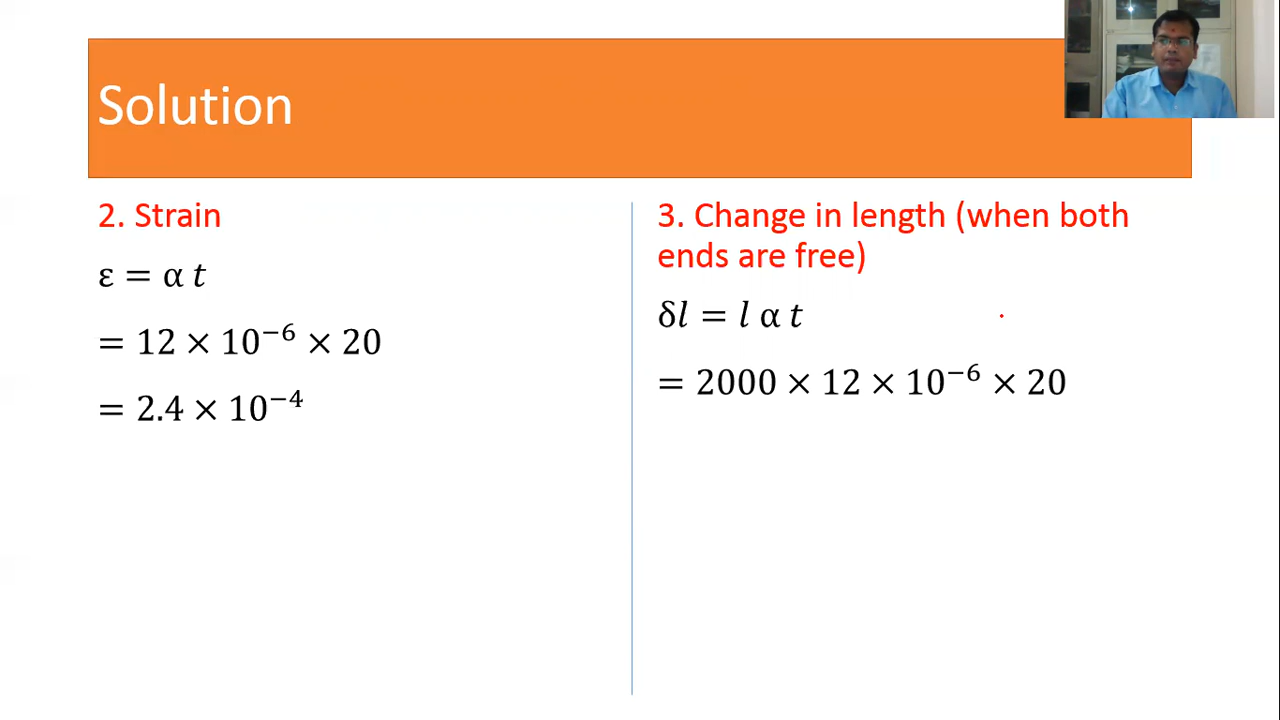 Solution
2. Strain
ε = α t
= 12 × 10⁻⁶ × 20
= 2.4 × 10⁻⁴
3. Change in length (when both
ends are free)
δl = l α t
= 2000 × 12 × 10⁻⁶ × 20